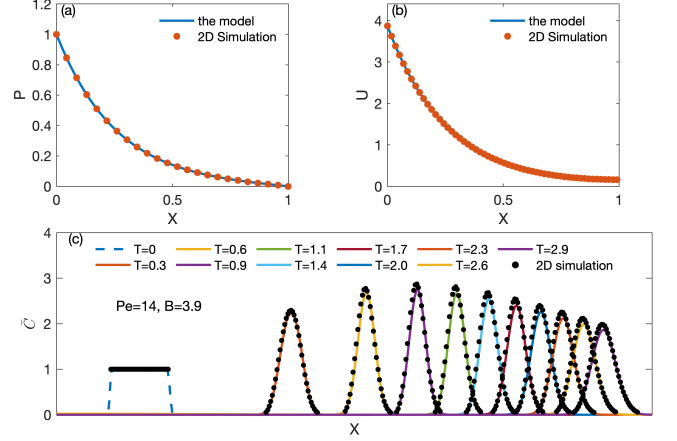 (a)
the model
2D Simulation
1.2
1
0.8
0.6
0.4
0.2
0
P
0
0.5
1
X
(b)
the model
2D Simulation
4
3
2
1
0
U
0
0.5
1
X
(c)
T=0
T=0.6
T=1.1
T=1.7
T=2.3
T=2.9
T=0.3
T=0.9
T=1.4
T=2.0
T=2.6
2D simulation
Pe=14, B=3.9
4
3
2
1
0
C̄
X